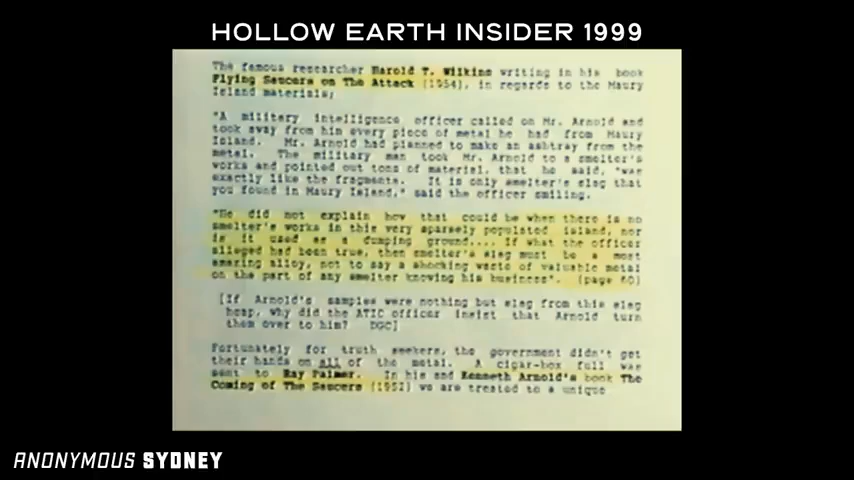 HOLLOW EARTH INSIDER 1999
The famous researcher Harold T. Wilkins writing in his book
Flying Saucers on The Attack (1954), in regards to the Maury
Island materials;
"A military intelligence officer called on Mr. Arnold and
took away from him every piece of metal he had from Maury
Island. Mr. Arnold had planned to make an ashtray from the
metal. The military man took Mr. Arnold to a smelter's
works and pointed out tons of material, that he said, "was
exactly like the fragments. It is only smelter's slag that
you found in Maury Island," said the officer smiling.
"He did not explain how that could be when there is no
smelter's works in this very sparsely populated island, nor
is it used as a dumping ground.... If what the officer
alleged had been true, then smelter's slag must be a most
amazing alloy, not to say a shocking waste of valuable metal
on the part of any smelter knowing his business". (page 60)
[If Arnold's samples were nothing but slag from this slag
heap, why did the ATIC officer insist that Arnold turn
them over to him? DGC]
Fortunately for truth seekers, the government didn't get
their hands on all of the metal. A cigar-box full was
sent to Ray Palmer. In his and Kenneth Arnold's book The
Coming of The Saucers (1952) we are treated to a unique
ANONYMOUS SYDNEY